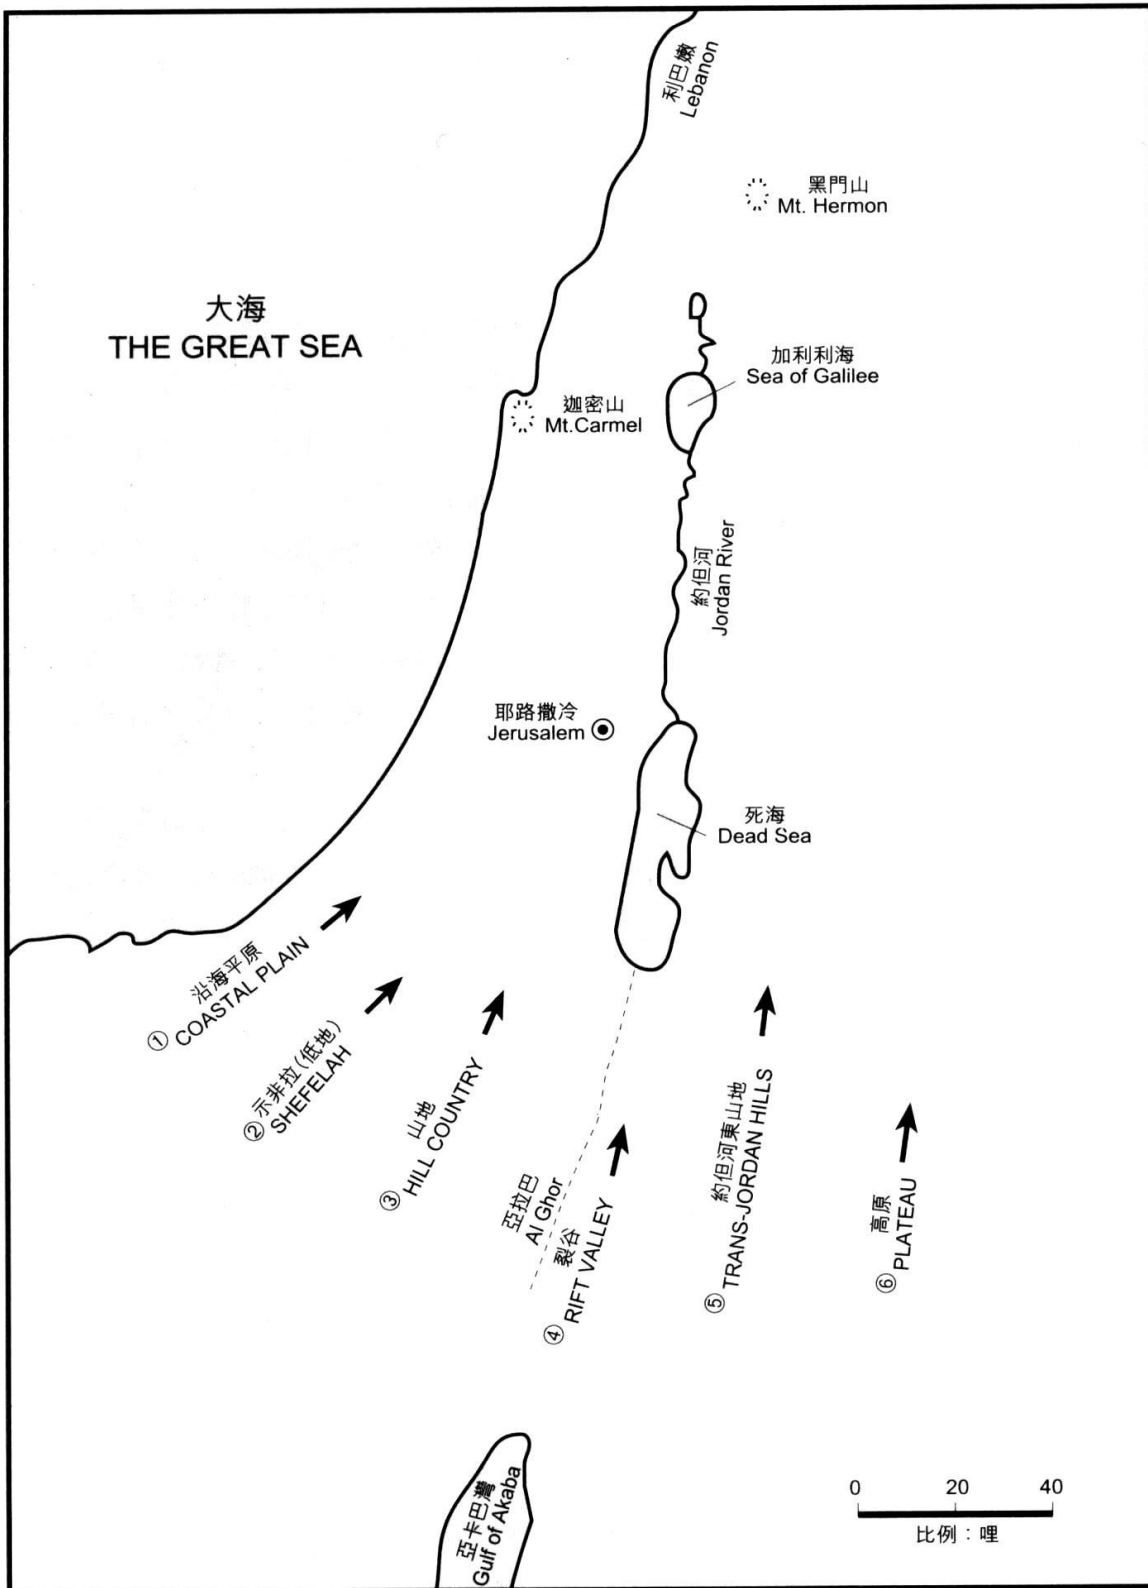 利巴嫩
Lebanon
黑門山
Mt. Hermon
大海
THE GREAT SEA
加利利海
Sea of Galilee
迦密山
Mt.Carmel
約但河
Jordan River
耶路撒冷
Jerusalem
死海
Dead Sea
沿海平原
① COASTAL PLAIN
② 示非拉(低地)
SHEFELAH
山地
③ HILL COUNTRY
亞拉巴
Al Ghor
裂谷
④ RIFT VALLEY
約但河東山地
⑤ TRANS-JORDAN HILLS
高原
⑥ PLATEAU
亞卡巴灣
Gulf of Akaba
0 20 40
比例：哩